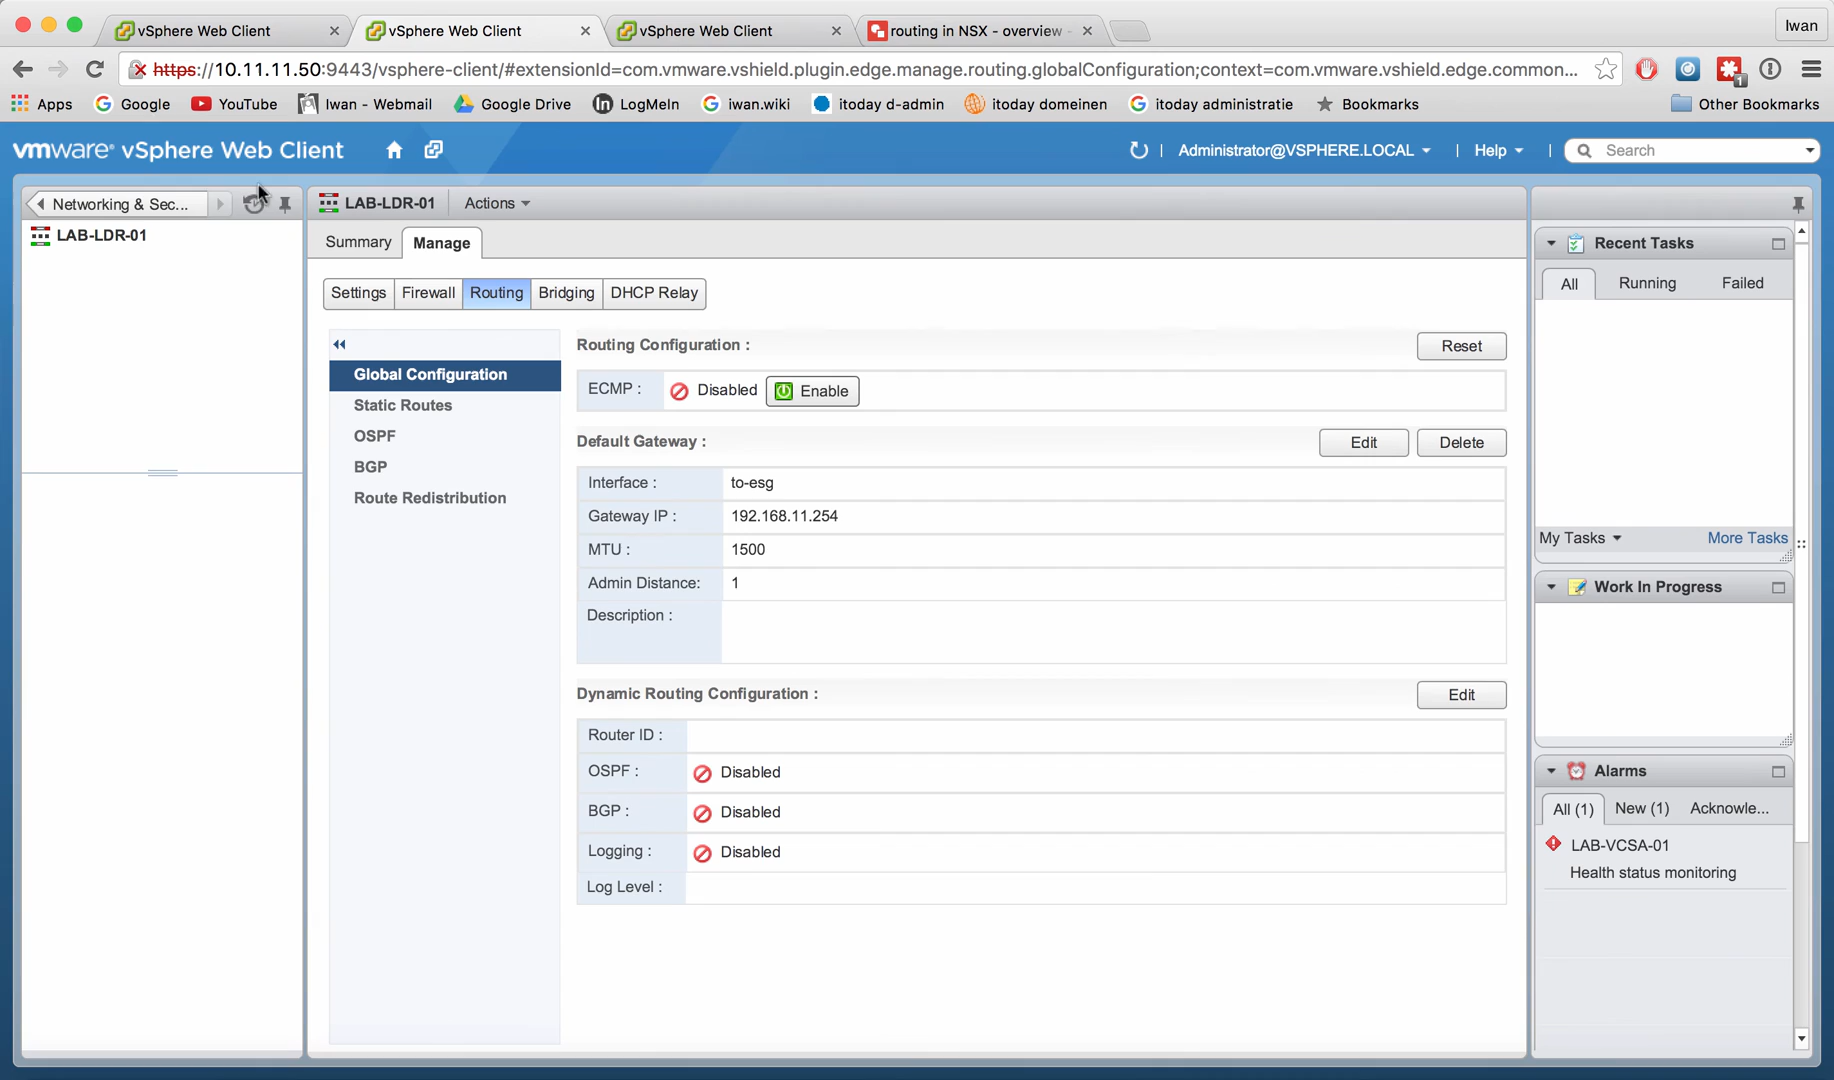 vSphere Web Client
vSphere Web Client
vSphere Web Client
routing in NSX - overview -
Iwan
https://10.11.11.50:9443/vsphere-client/#extensionId=com.vmware.vshield.plugin.edge.manage.routing.globalConfiguration;context=com.vmware.vshield.edge.common...
1
Apps
Google
YouTube
Iwan - Webmail
Google Drive
LogMeIn
iwan.wiki
itoday d-admin
itoday domeinen
itoday administratie
Bookmarks
Other Bookmarks
vmware® vSphere Web Client
Administrator@VSPHERE.LOCAL
Help
Search
Networking & Sec...
LAB-LDR-01
LAB-LDR-01
Actions
Summary
Manage
Settings
Firewall
Routing
Bridging
DHCP Relay
Global Configuration
Static Routes
OSPF
BGP
Route Redistribution
Routing Configuration :
Reset
ECMP :
Disabled
Enable
Default Gateway :
Edit
Delete
Interface :
to-esg
Gateway IP :
192.168.11.254
MTU :
1500
Admin Distance:
1
Description :
Dynamic Routing Configuration :
Edit
Router ID :
OSPF :
Disabled
BGP :
Disabled
Logging :
Disabled
Log Level :
Recent Tasks
All
Running
Failed
My Tasks
More Tasks
Work In Progress
Alarms
All (1)
New (1)
Acknowle...
LAB-VCSA-01
Health status monitoring